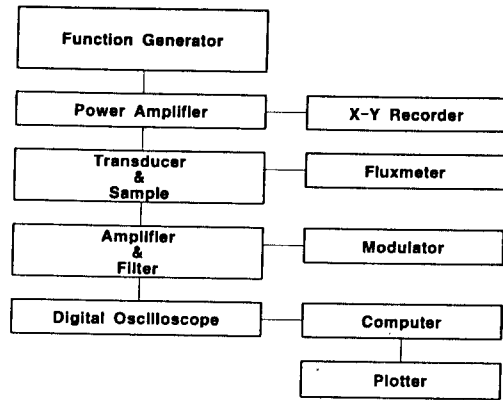 Function Generator
Power Amplifier
X-Y Recorder
Transducer
&
Sample
Fluxmeter
Amplifier
&
Filter
Modulator
Digital Oscilloscope
Computer
Plotter